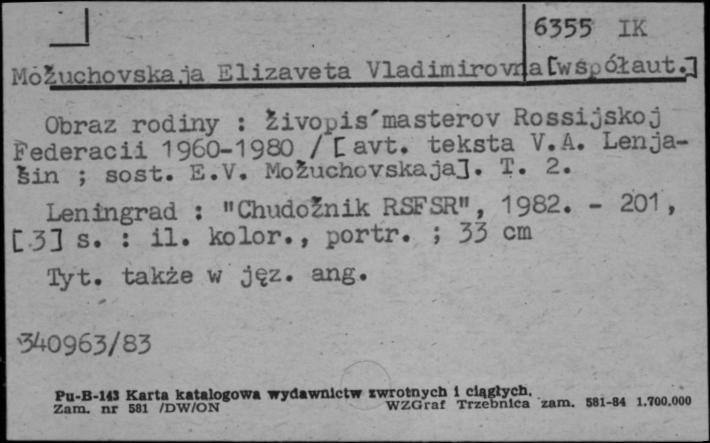 6355 IK
Možuchovskaja Elizaveta Vladimirovna [współaut.]
Obraz rodiny : živopis′ masterov Rossijskoj
Federacii 1960-1980 / [avt. teksta V.A. Lenja-
šin ; sost. E.V. Možuchovskaja]. T. 2.
Leningrad : "Chudožnik RSFSR", 1982. - 201,
[3] s. : il. kolor., portr. ; 33 cm
Tyt. także w jęz. ang.
340963/83
Pu-B-143 Karta katalogowa wydawnictw zwrotnych i ciągłych.
Zam. nr 581 /DW/ON WZGraf Trzebnica zam. 581-84 1.700.000